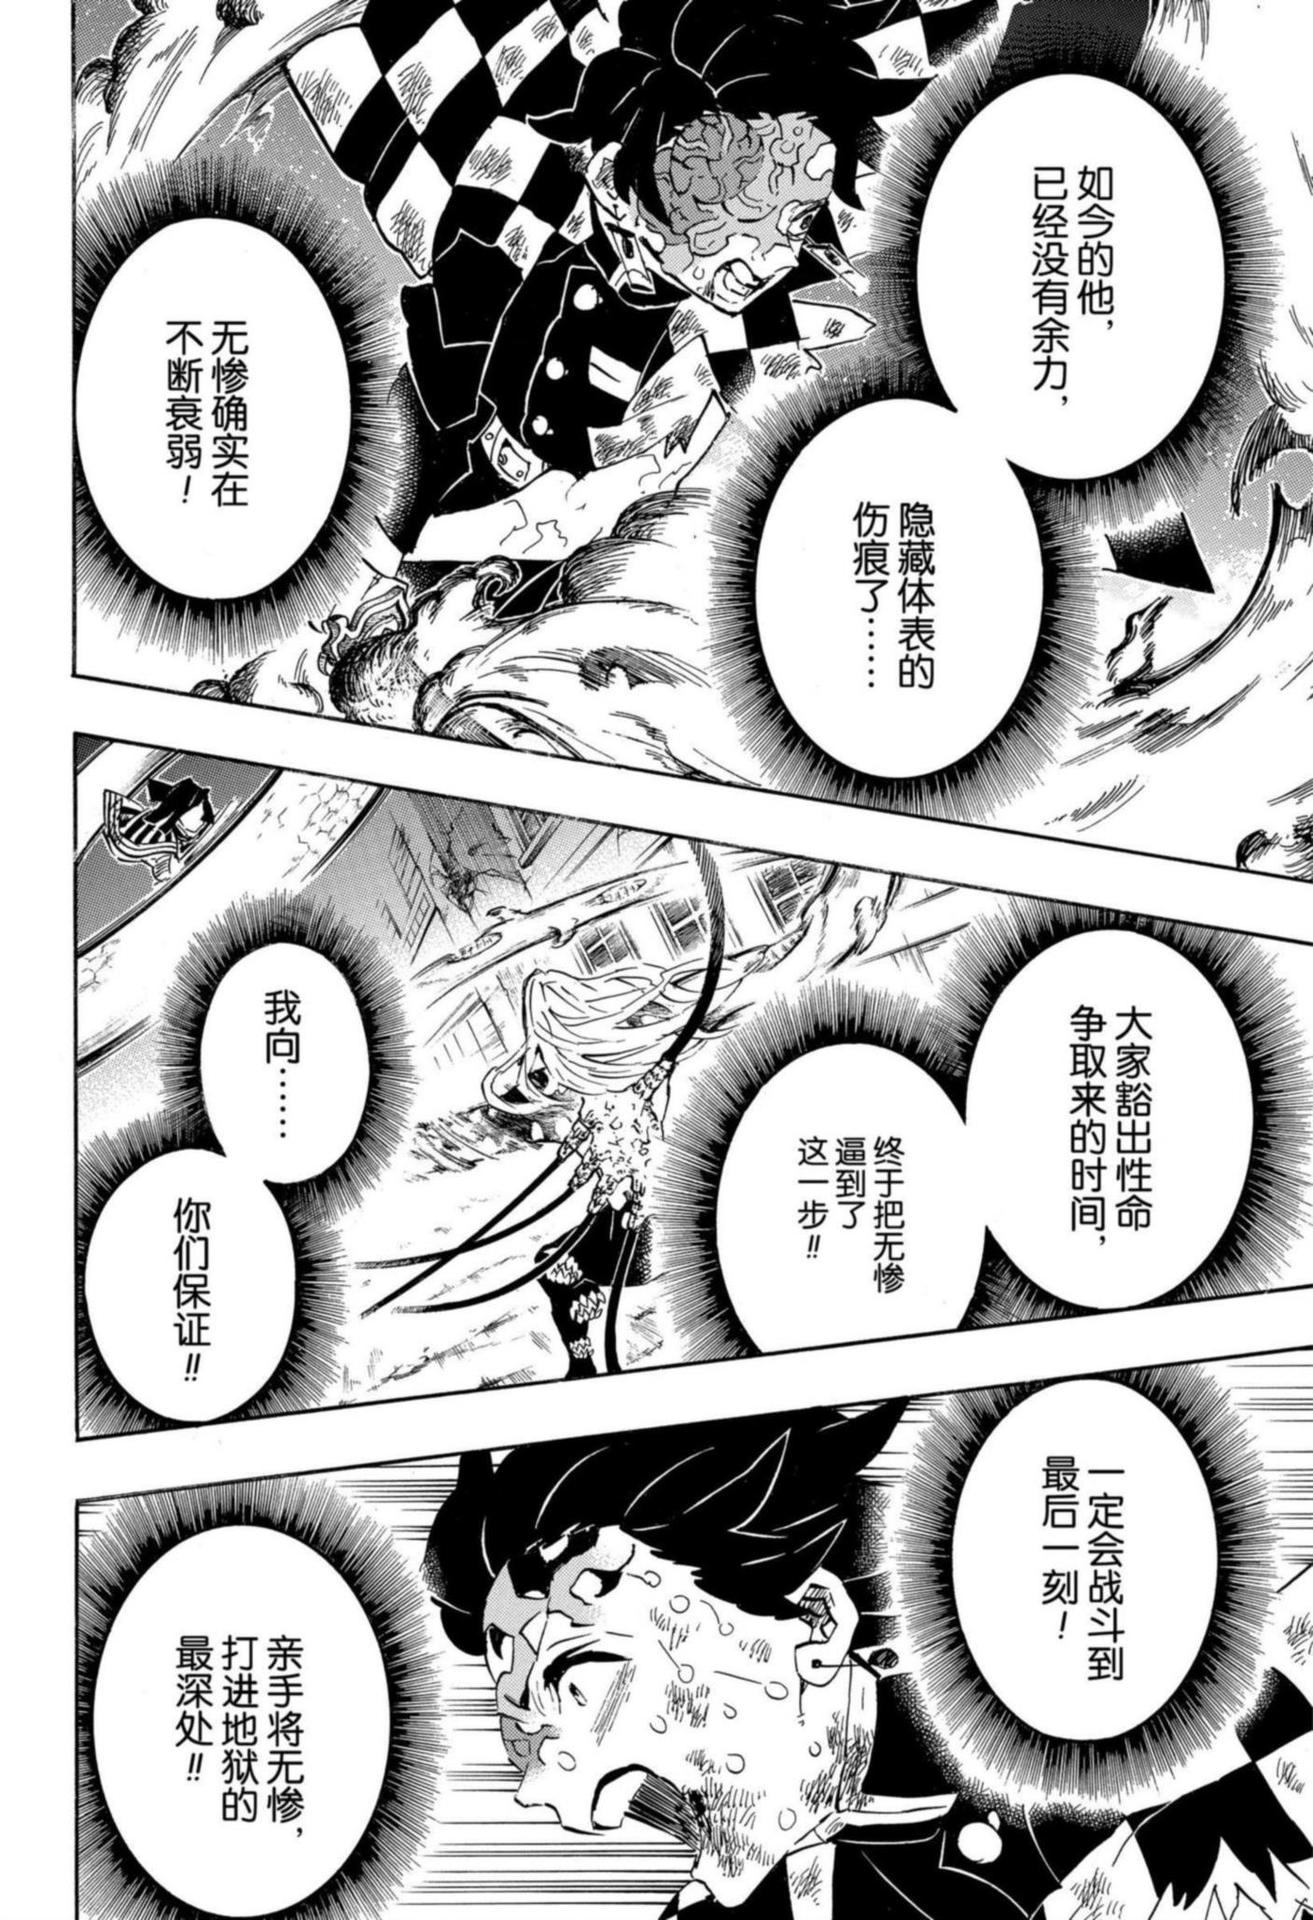 如今的他，
已经没有余力，
隐藏体表的
伤痕了……
无惨确实在
不断衰弱！
大家豁出性命
争取来的时间，
终于把无惨
逼到了
这一步!!
我向……
你们保证!!
一定会战斗到
最后一刻！
亲手将无惨，
打进地狱的
最深处!!